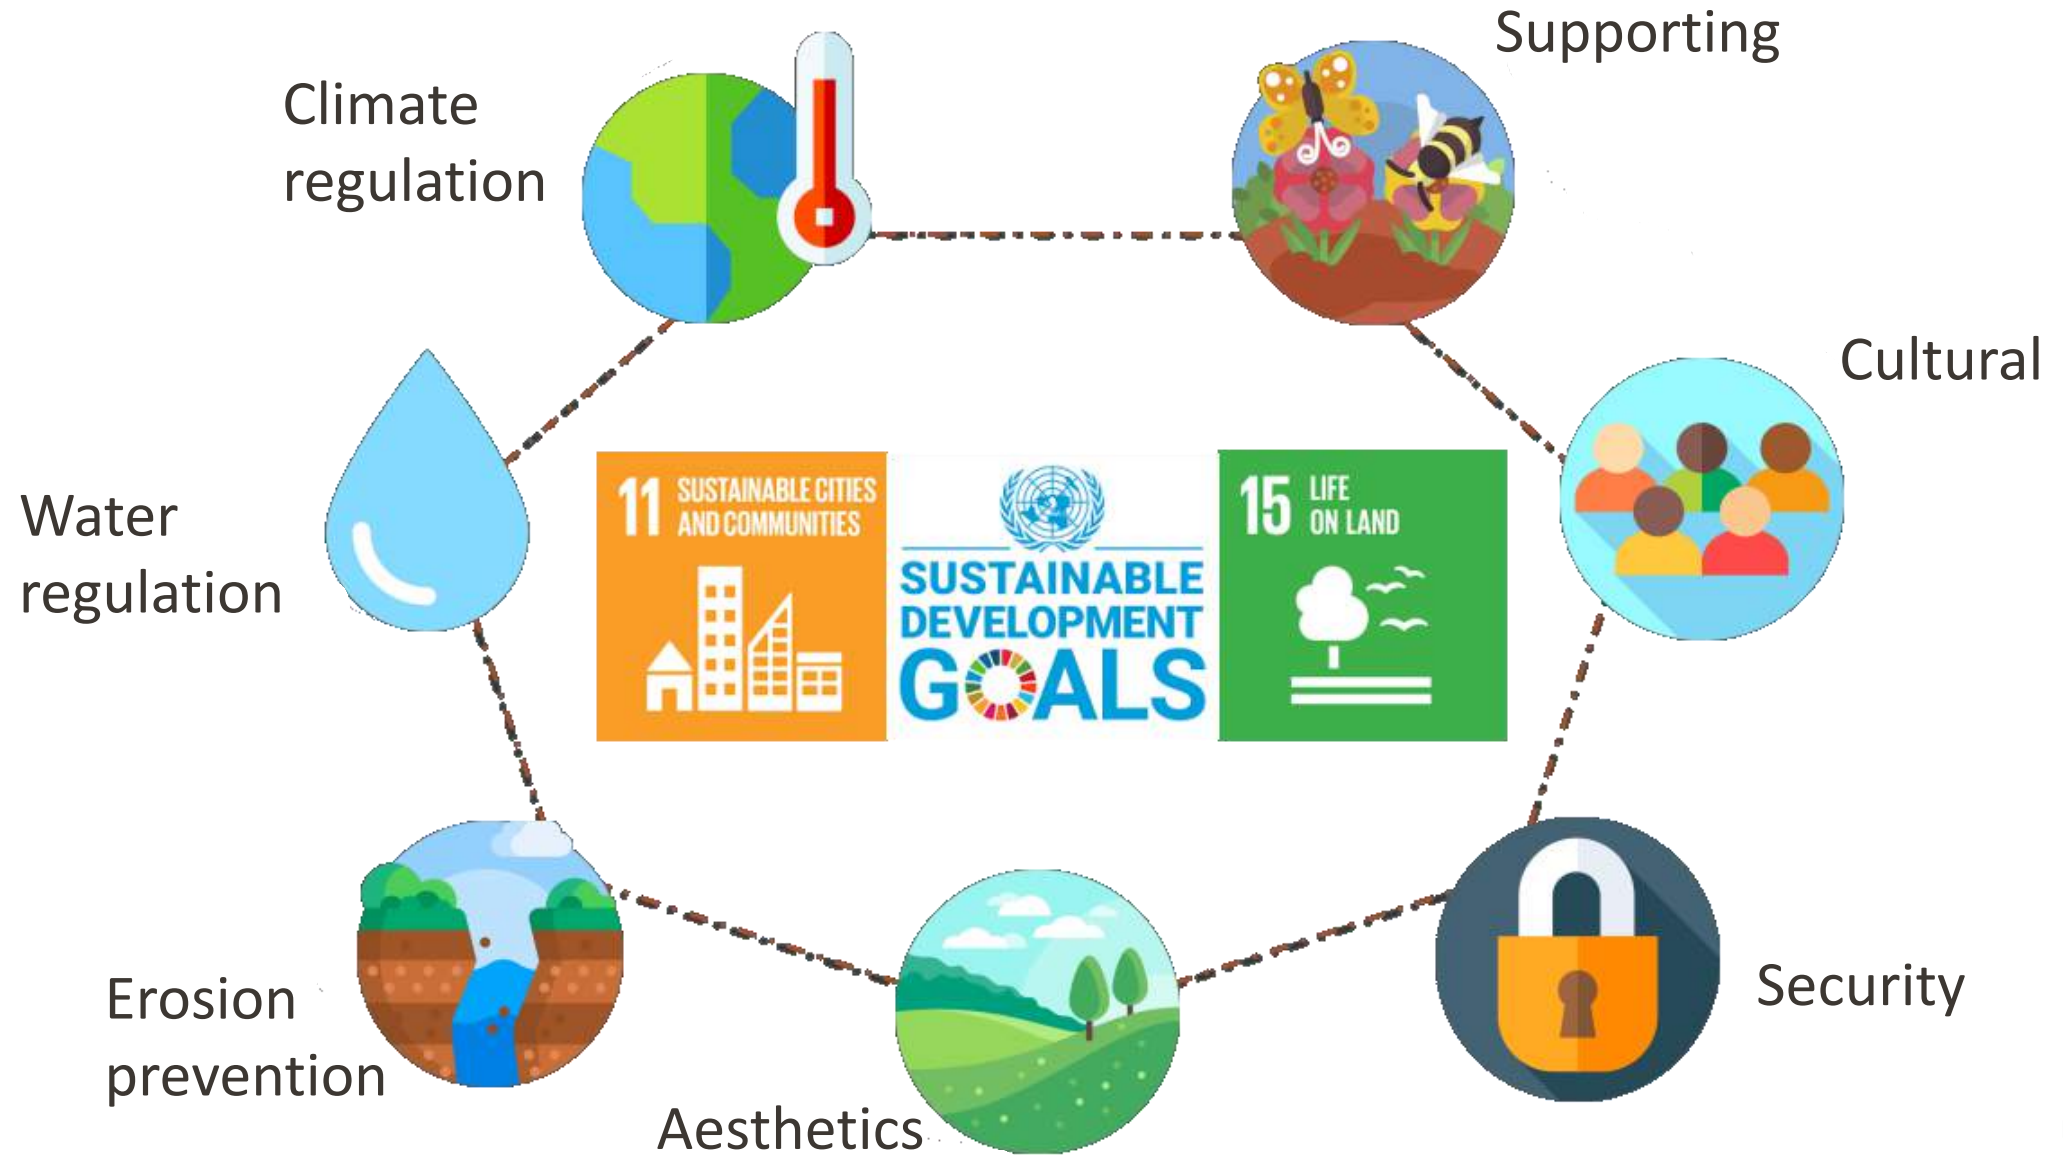 Supporting
Climate
regulation
Cultural
Water
regulation
11 SUSTAINABLE CITIES
AND COMMUNITIES
SUSTAINABLE
DEVELOPMENT
GOALS
15 LIFE
ON LAND
Erosion
prevention
Security
Aesthetics